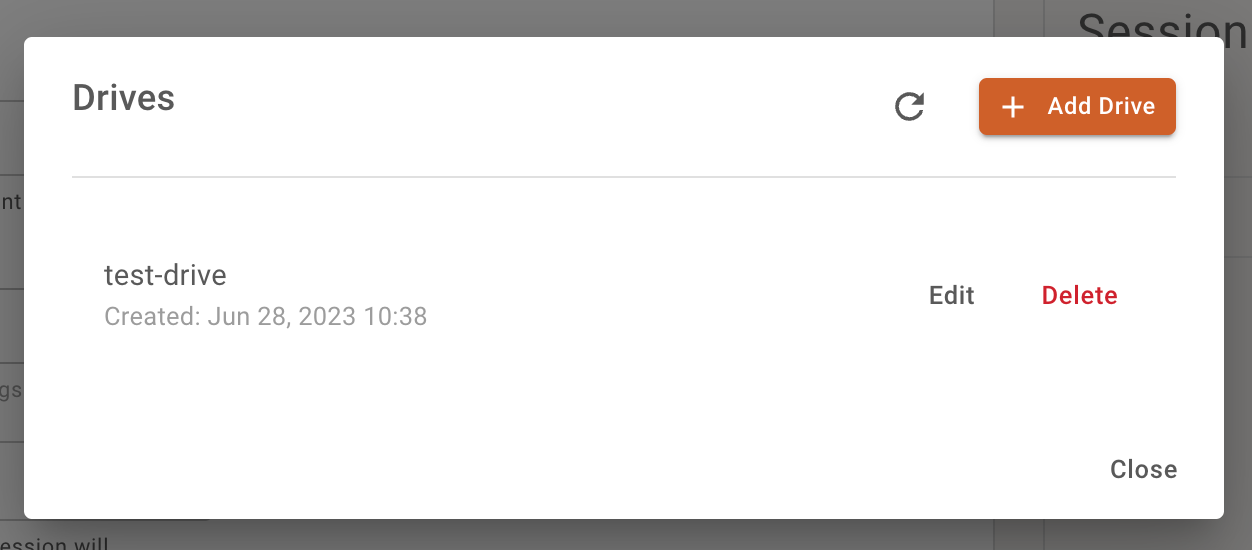 Session
Drives
Add Drive
nt
test-drive
Created: Jun 28, 2023 10:38
Edit
Delete
gs
Close
ession will